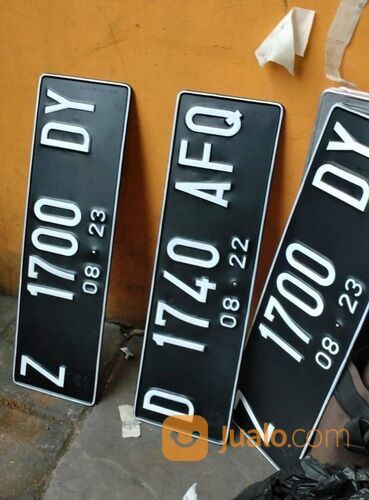 Z 1700 DY
08 · 23
D 1740 AFQ
08 · 22
Z 1700 DY
08 · 23
Jualo.com